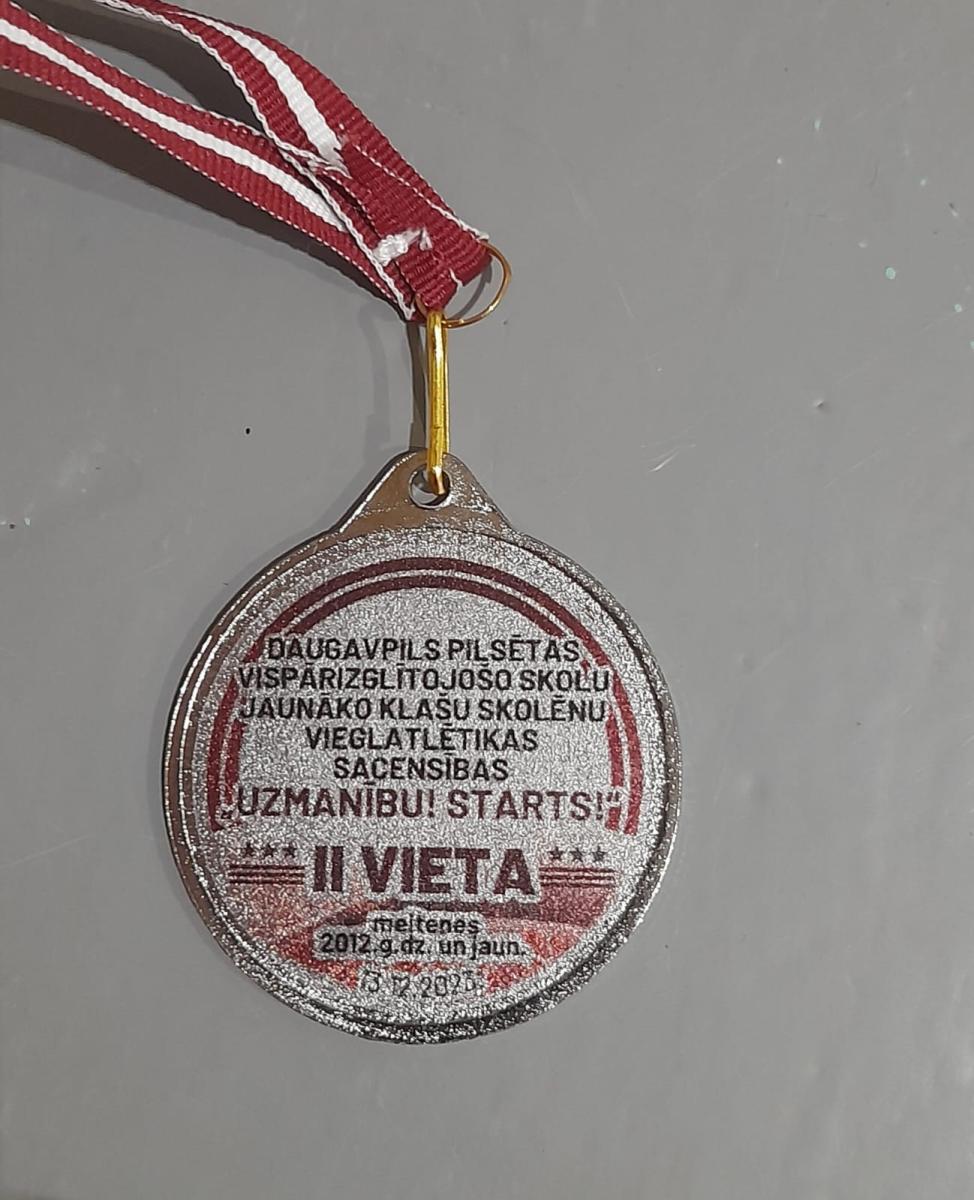 DAUGAVPILS PILSĒTAS
VISPĀRIZGLĪTOJOŠO SKOLU
JAUNĀKO KLAŠU SKOLĒNU
VIEGLATLĒTIKAS
SACENSĪBAS
„UZMANĪBU! STARTS!"
II VIETA
meitenes
2012.g.dz. un jaun.